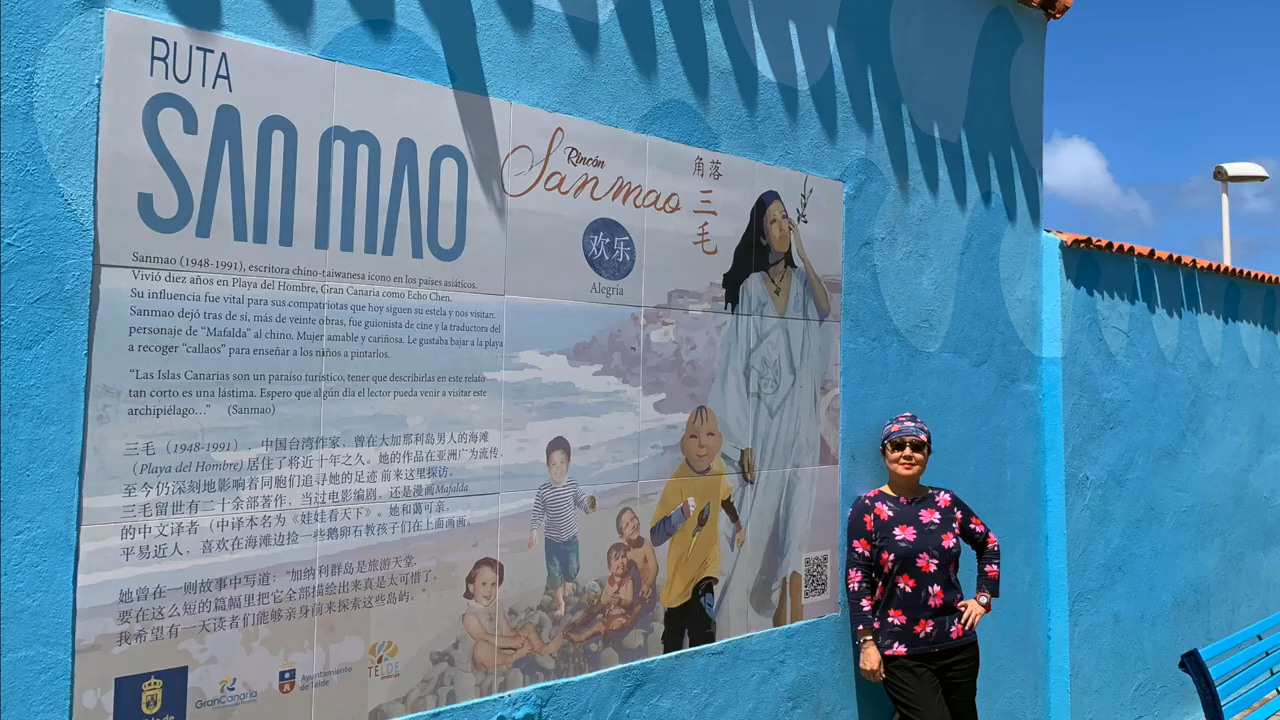 RUTA
SANMAO
Rincón
Sanmao
角落
三毛
欢乐
Alegría
Sanmao (1948-1991), escritora chino-taiwanesa icono en los países asiáticos.
Vivió diez años en Playa del Hombre, Gran Canaria como Echo Chen.
Su influencia fue vital para sus compatriotas que hoy siguen su estela y nos visitan.
Sanmao dejó tras de sí, más de veinte obras, fue guionista de cine y la traductora del
personaje de “Mafalda” al chino. Mujer amable y cariñosa. Le gustaba bajar a la playa
a recoger “callaos” para enseñar a los niños a pintarlos.
“Las Islas Canarias son un paraíso turístico, tener que describirlas en este relato
tan corto es una lástima. Espero que algún día el lector pueda venir a visitar este
archipiélago…” (Sanmao)
三毛（1948-1991），中国台湾作家，曾在大加那利岛男人的海滩
（Playa del Hombre) 居住了将近十年之久。她的作品在亚洲广为流传，
至今仍深刻地影响着同胞们追寻她的足迹 前来这里探访。
三毛留世有二十余部著作，当过电影编剧，还是漫画Mafalda
的中文译者（中译本名为《娃娃看天下》。她和蔼可亲，
平易近人，喜欢在海滩边捡一些鹅卵石教孩子们在上面画画。
她曾在一则故事中写道：“加纳利群岛是旅游天堂，
要在这么短的篇幅里把它全部描绘出来真是太可惜了。
我希望有一天读者们能够亲身前来探索这些岛屿。”
GranCanaria
Ayuntamiento
de Telde
TELDE